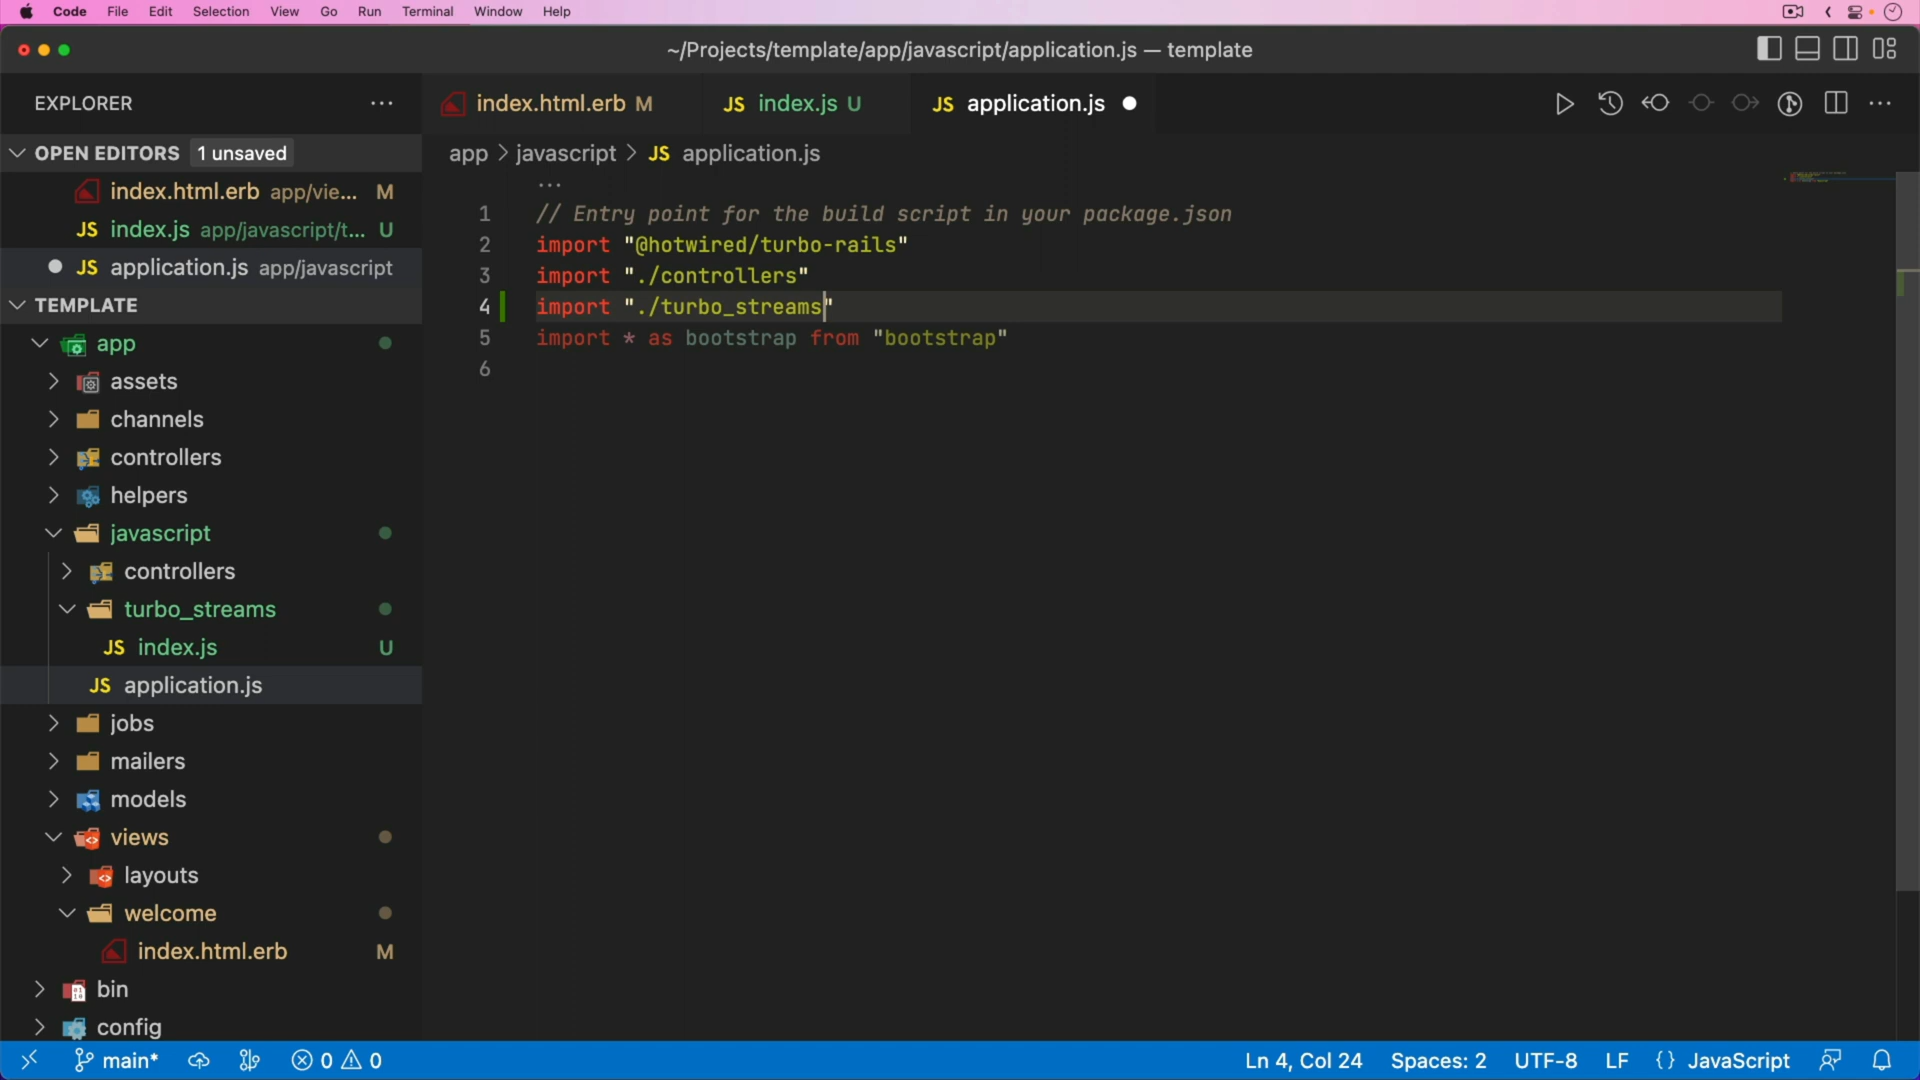 Code File Edit Selection View Go Run Terminal Window Help
~/Projects/template/app/javascript/application.js — template
EXPLORER
OPEN EDITORS 1 unsaved
index.html.erb app/vie... M
JS index.js app/javascript/t... U
JS application.js app/javascript
TEMPLATE
app
assets
channels
controllers
helpers
javascript
controllers
turbo_streams
JS index.js U
JS application.js
jobs
mailers
models
views
layouts
welcome
index.html.erb M
bin
config
index.html.erb M
JS index.js U
JS application.js
app > javascript > JS application.js
...
1 // Entry point for the build script in your package.json
2 import "@hotwired/turbo-rails"
3 import "./controllers"
4 import "./turbo_streams"
5 import * as bootstrap from "bootstrap"
6
main* 0 0 Ln 4, Col 24 Spaces: 2 UTF-8 LF {} JavaScript